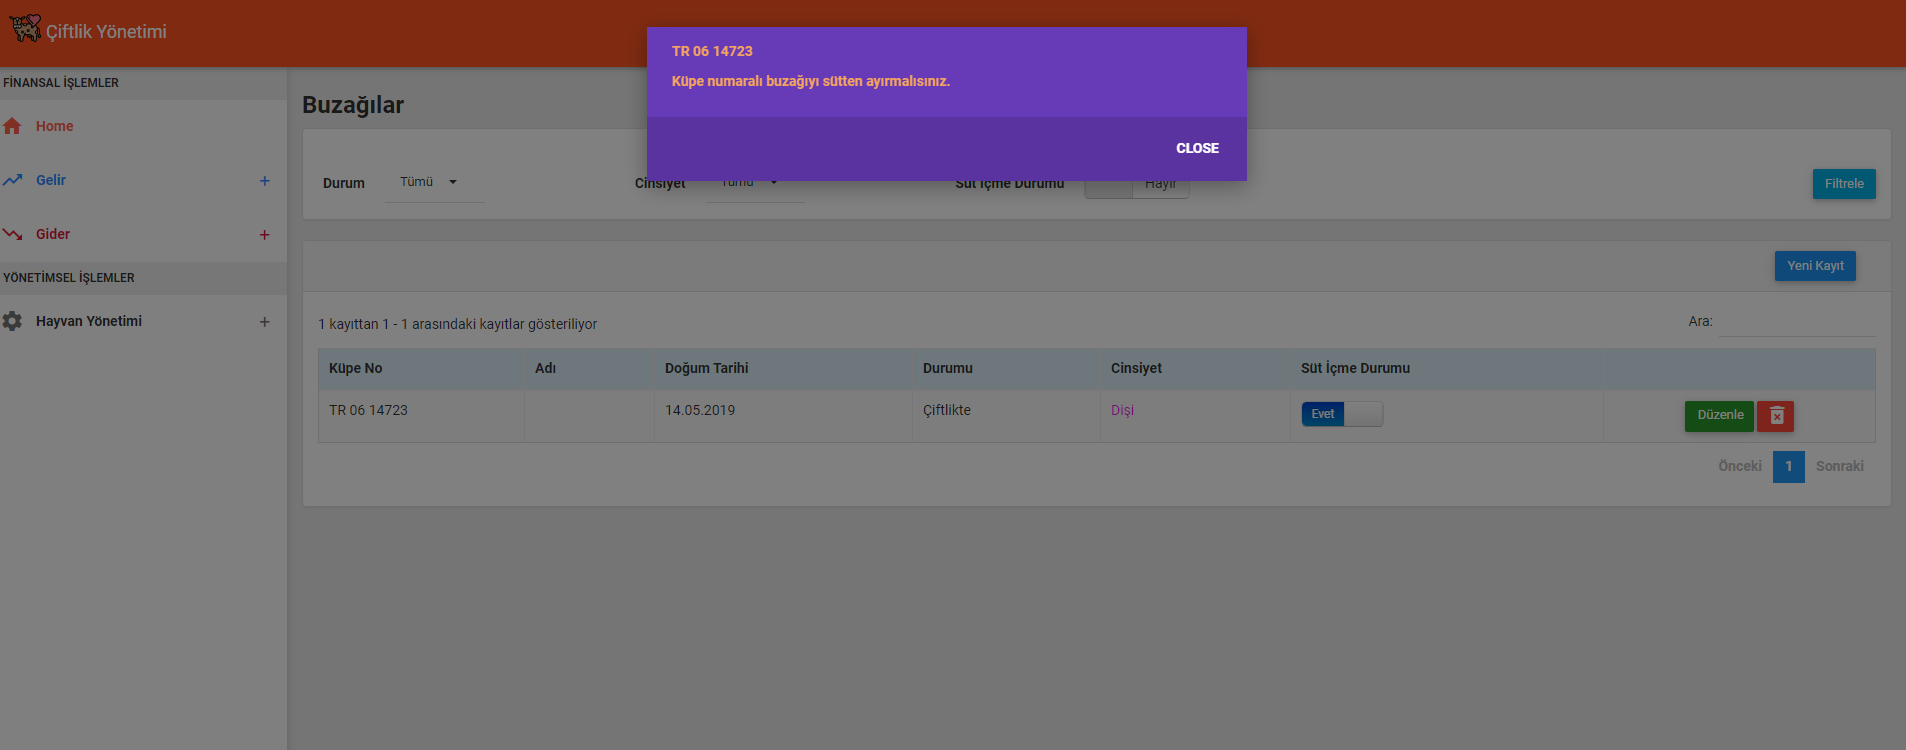 Çiftlik Yönetimi
TR 06 14723
Küpe numaralı buzağıyı sütten ayırmalısınız.
CLOSE
FİNANSAL İŞLEMLER
Home
Gelir +
Gider +
YÖNETİMSEL İŞLEMLER
Hayvan Yönetimi +
Buzağılar
Durum Tümü Cinsiyet Tümü Süt İçme Durumu Hayır Filtrele
Yeni Kayıt
1 kayıttan 1 - 1 arasındaki kayıtlar gösteriliyor Ara:
Küpe No Adı Doğum Tarihi Durumu Cinsiyet Süt İçme Durumu
TR 06 14723 14.05.2019 Çiftlikte Dişi Evet Düzenle
Önceki 1 Sonraki